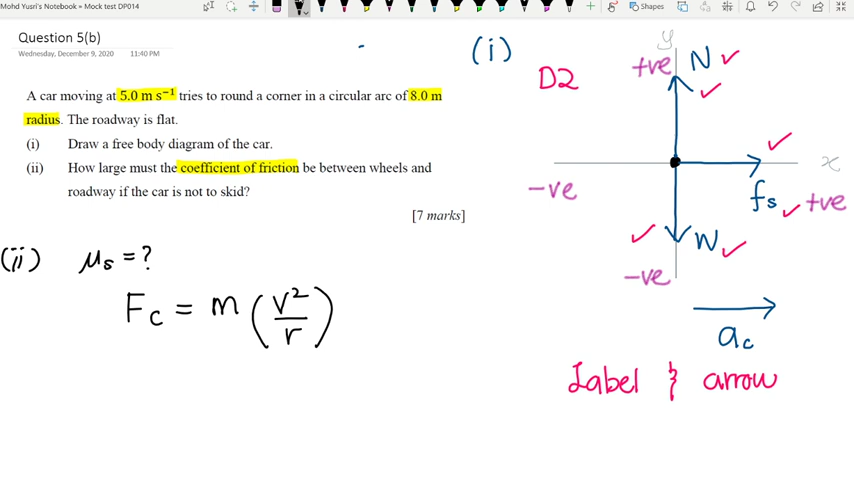 Mohd Yusri's Notebook » Mock test DP014
Shapes
Question 5(b)
Wednesday, December 9, 2020 11:40 PM
A car moving at 5.0 m s⁻¹ tries to round a corner in a circular arc of 8.0 m
radius. The roadway is flat.
(i) Draw a free body diagram of the car.
(ii) How large must the coefficient of friction be between wheels and
roadway if the car is not to skid?
[7 marks]
(ii) μs = ?
Fc = m (v²/r)
(i)
D2
y
+ve N ✓
✓
✓
x
-ve
fs ✓ +ve
✓ W ✓
-ve
ac
Label & arrow